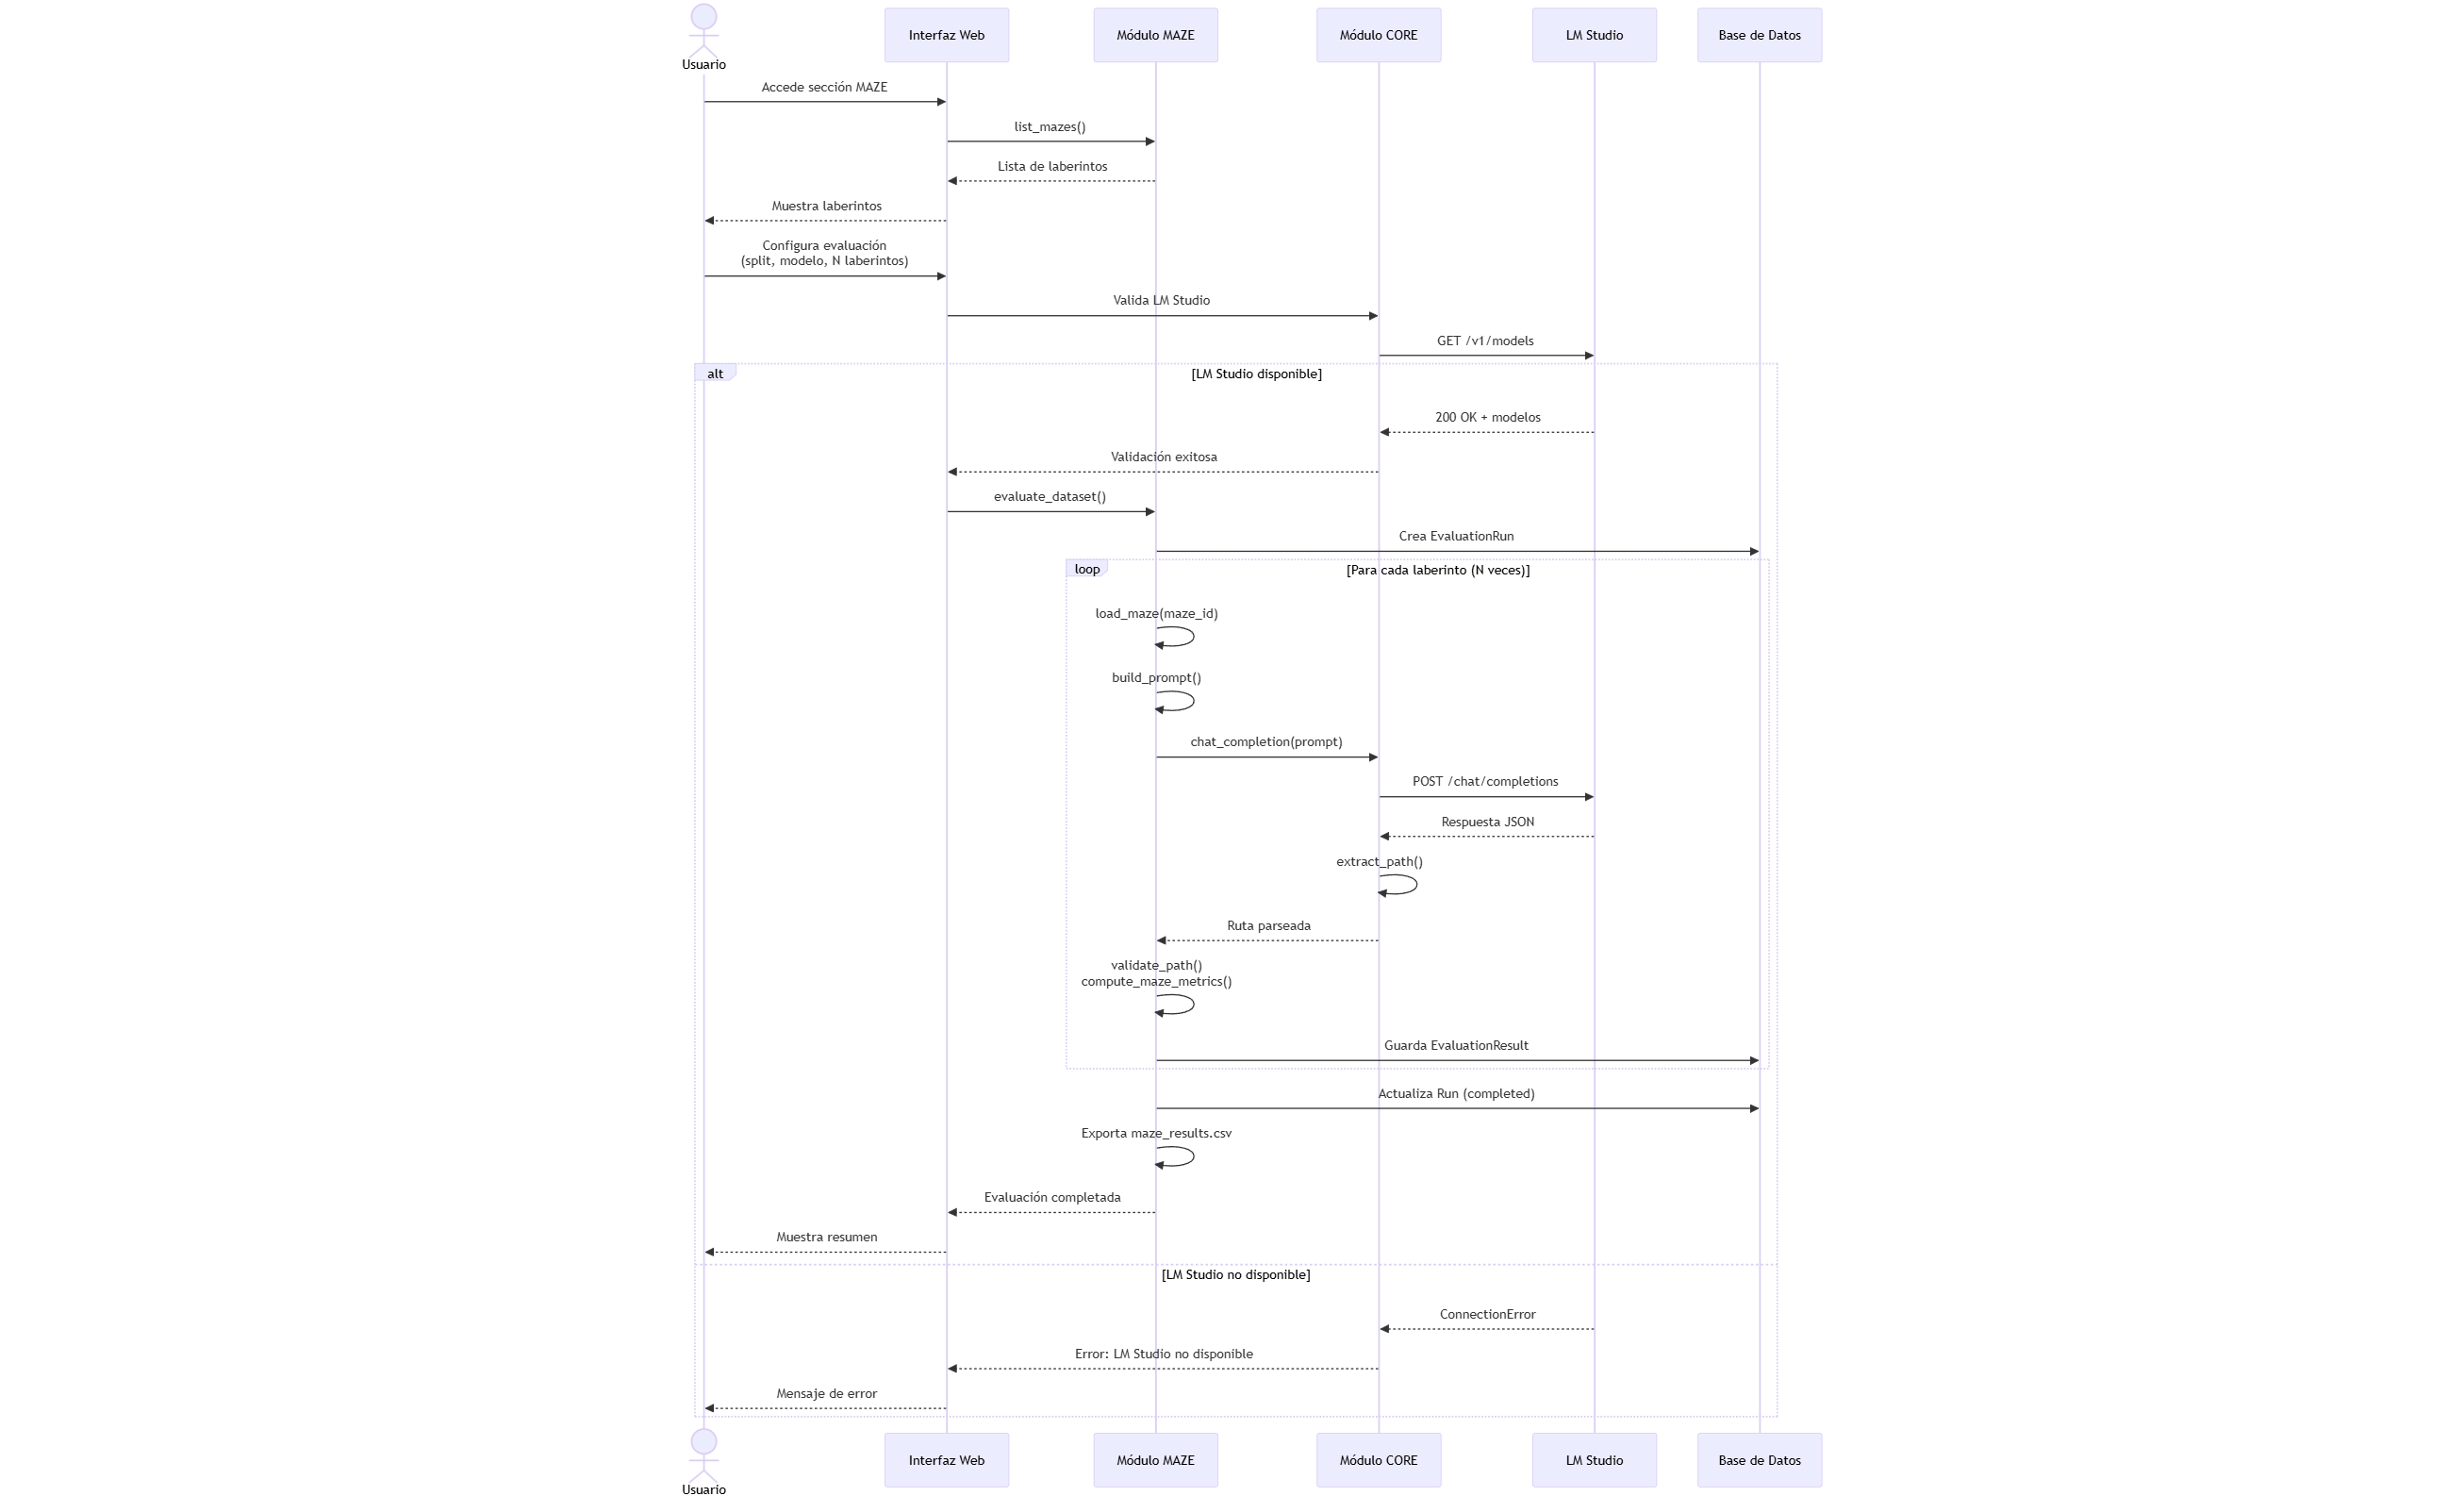 Usuario
Interfaz Web
Módulo MAZE
Módulo CORE
LM Studio
Base de Datos
Accede sección MAZE
list_mazes()
Lista de laberintos
Muestra laberintos
Configura evaluación
(split, modelo, N laberintos)
Valida LM Studio
GET /v1/models
alt
[LM Studio disponible]
200 OK + modelos
Validación exitosa
evaluate_dataset()
Crea EvaluationRun
loop
[Para cada laberinto (N veces)]
load_maze(maze_id)
build_prompt()
chat_completion(prompt)
POST /chat/completions
Respuesta JSON
extract_path()
Ruta parseada
validate_path()
compute_maze_metrics()
Guarda EvaluationResult
Actualiza Run (completed)
Exporta maze_results.csv
Evaluación completada
Muestra resumen
[LM Studio no disponible]
ConnectionError
Error: LM Studio no disponible
Mensaje de error
Usuario
Interfaz Web
Módulo MAZE
Módulo CORE
LM Studio
Base de Datos